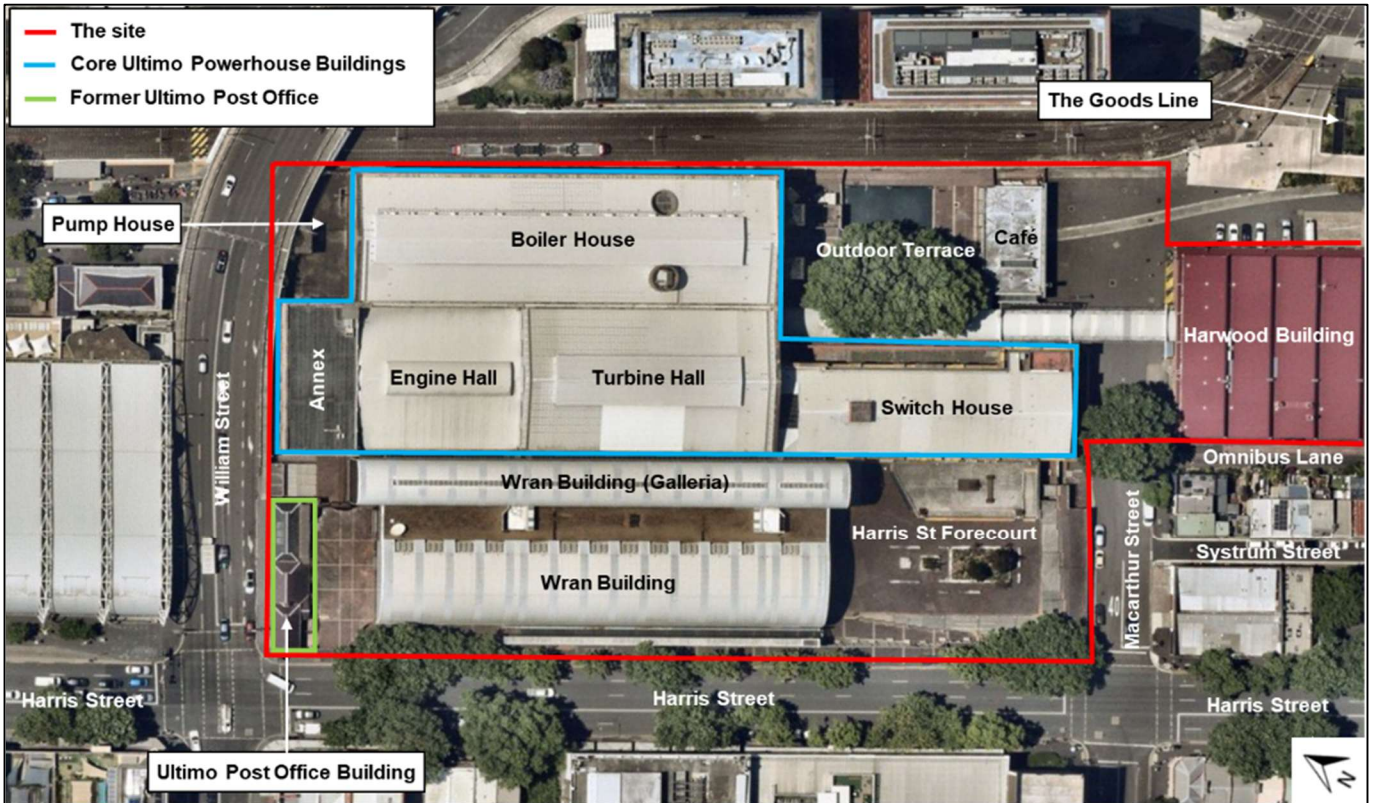 The site
Core Ultimo Powerhouse Buildings
Former Ultimo Post Office
The Goods Line
Pump House
Boiler House
Outdoor Terrace
Café
Harwood Building
Annex
Engine Hall
Turbine Hall
Switch House
William Street
Omnibus Lane
Wran Building (Galleria)
Harris St Forecourt
Systrum Street
Wran Building
Macarthur Street
40
Harris Street
Harris Street
Harris Street
Ultimo Post Office Building
N